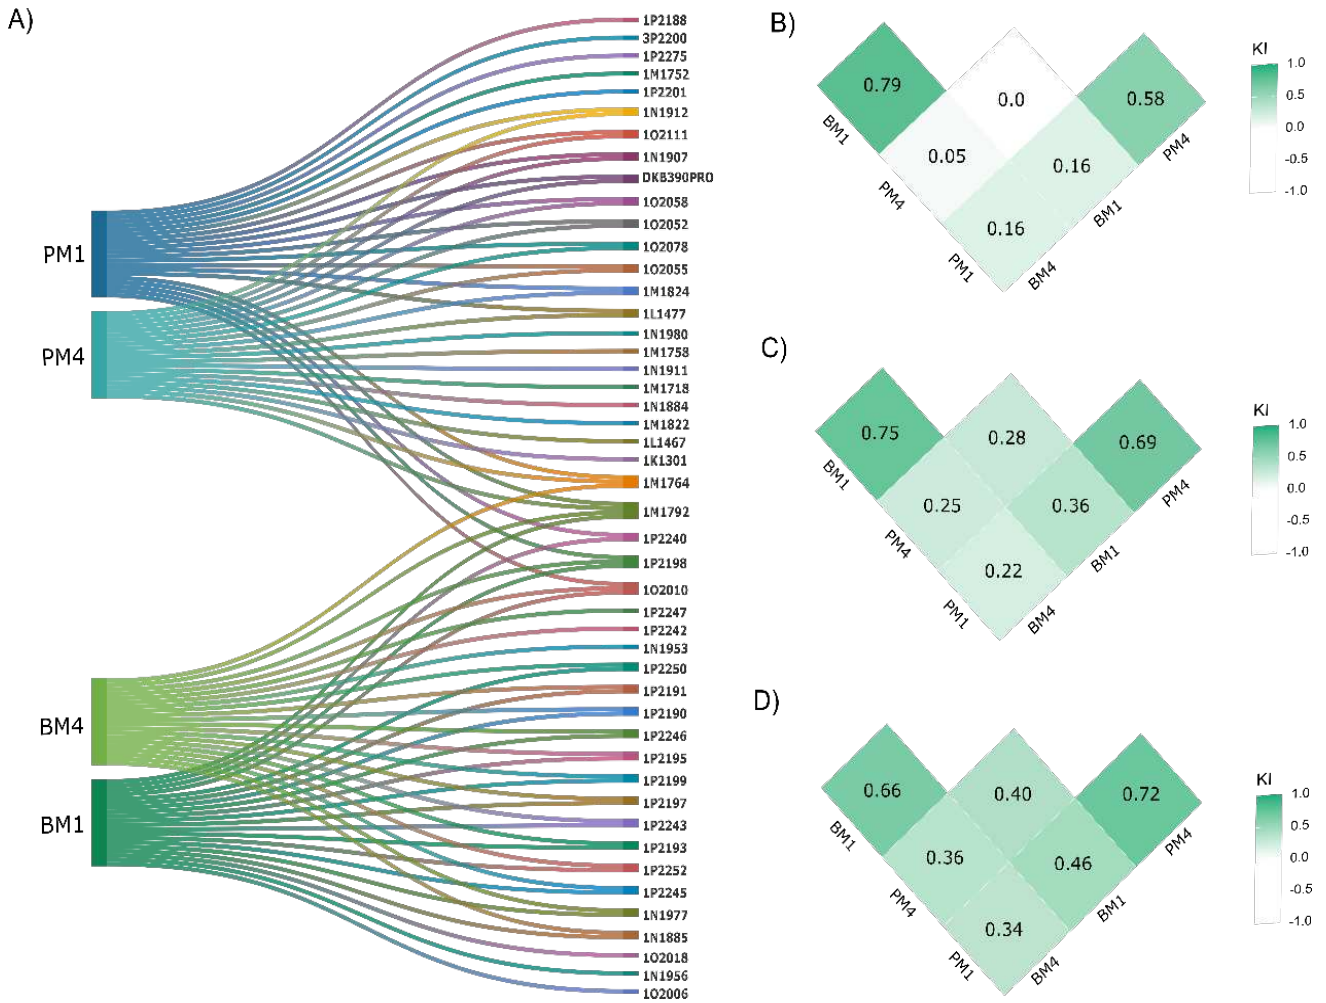 A)
PM1
PM4
BM4
BM1
1P2188
3P2200
1P2275
1M1752
1P2201
1N1912
1O2111
1N1907
DKB390PRO
1O2058
1O2052
1O2078
1O2055
1M1824
1L1477
1N1980
1M1758
1N1911
1M1718
1N1884
1M1822
1L1467
1K1301
1M1764
1M1792
1P2240
1P2198
1O2010
1P2247
1P2242
1N1953
1P2250
1P2191
1P2190
1P2246
1P2195
1P2199
1P2197
1P2243
1P2193
1P2252
1P2245
1N1977
1N1885
1O2018
1N1956
1O2006
B)
0.79
0.0
0.58
0.05
0.16
0.16
BM1
PM4
PM1
BM4
BM1
PM4
KI
1.0
0.5
0.0
-0.5
-1.0
C)
0.75
0.28
0.69
0.25
0.36
0.22
BM1
PM4
PM1
BM4
BM1
PM4
KI
1.0
0.5
0.0
-0.5
-1.0
D)
0.66
0.40
0.72
0.36
0.46
0.34
BM1
PM4
PM1
BM4
BM1
PM4
KI
1.0
0.5
0.0
-0.5
-1.0